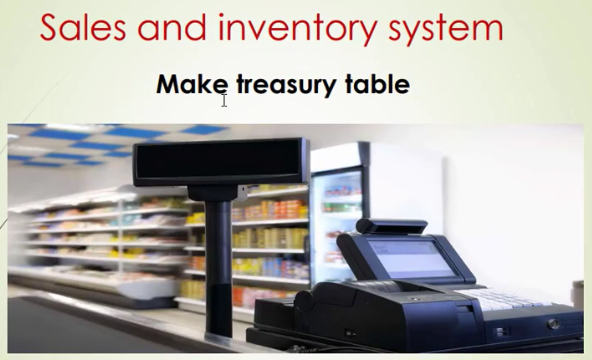 Sales and inventory system
Make treasury table